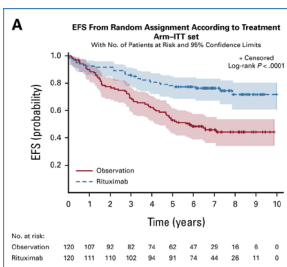 A
EFS From Random Assignment According to Treatment
Arm–ITT set
With No. of Patients at Risk and 95% Confidence Limits
+ Censored
Log-rank P < .0001
EFS (probability)
1.0
0.8
0.6
0.4
0.2
Observation
Rituximab
0 1 2 3 4 5 6 7 8 9 10
Time (years)
No. at risk:
Observation 120 107 92 82 74 62 47 29 16 6 0
Rituximab 120 111 110 102 94 91 74 44 26 11 0